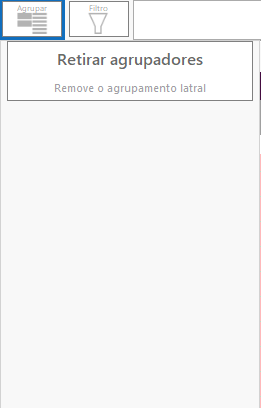 Agrupar
Filtro
Retirar agrupadores
Remove o agrupamento latral